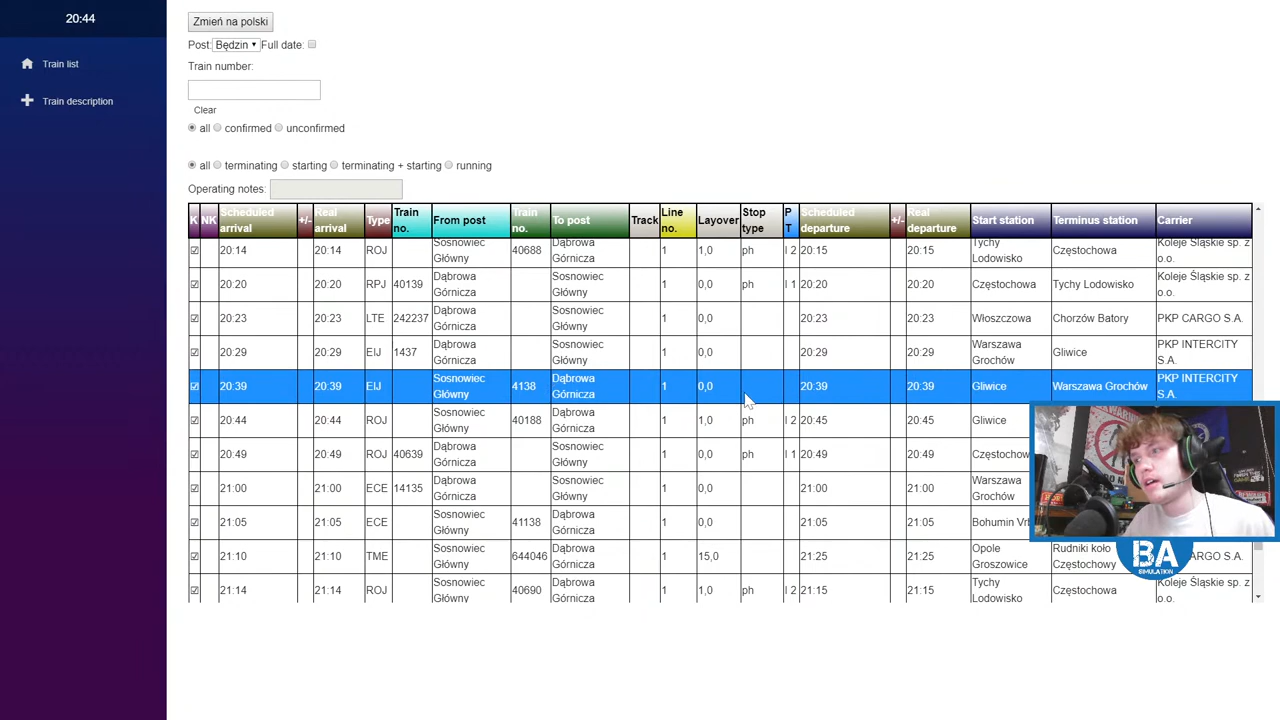 20:44
Train list
Train description
Zmień na polski
Post: Będzin Full date:
Train number:
Clear
all confirmed unconfirmed
all terminating starting terminating + starting running
Operating notes:
K NK Scheduled arrival +/- Real arrival Type Train no. From post Train no. To post Track Line no. Layover Stop type P T Scheduled departure +/- Real departure Start station Terminus station Carrier
20:14 20:14 ROJ Sosnowiec Główny 40688 Dąbrowa Górnicza 1 1,0 ph I 2 20:15 20:15 Tychy Lodowisko Częstochowa Koleje Śląskie sp. z o.o.
20:20 20:20 RPJ 40139 Dąbrowa Górnicza Sosnowiec Główny 1 0,0 ph I 1 20:20 20:20 Częstochowa Tychy Lodowisko Koleje Śląskie sp. z o.o.
20:23 20:23 LTE 242237 Dąbrowa Górnicza Sosnowiec Główny 1 0,0 20:23 20:23 Włoszczowa Chorzów Batory PKP CARGO S.A.
20:29 20:29 EIJ 1437 Dąbrowa Górnicza Sosnowiec Główny 1 0,0 20:29 20:29 Warszawa Grochów Gliwice PKP INTERCITY S.A.
20:39 20:39 EIJ Sosnowiec Główny 4138 Dąbrowa Górnicza 1 0,0 20:39 20:39 Gliwice Warszawa Grochów PKP INTERCITY S.A.
20:44 20:44 ROJ Sosnowiec Główny 40188 Dąbrowa Górnicza 1 1,0 ph I 2 20:45 20:45 Gliwice
20:49 20:49 ROJ 40639 Dąbrowa Górnicza Sosnowiec Główny 1 0,0 ph I 1 20:49 20:49 Częstochow
21:00 21:00 ECE 14135 Dąbrowa Górnicza Sosnowiec Główny 1 0,0 21:00 21:00 Warszawa Grochów
21:05 21:05 ECE Sosnowiec Główny 41138 Dąbrowa Górnicza 1 0,0 21:05 21:05 Bohumin Vrb
21:10 21:10 TME Sosnowiec Główny 644046 Dąbrowa Górnicza 1 15,0 21:25 21:25 Opole Groszowice Rudniki koło Częstochowy ARGO S.A.
21:14 21:14 ROJ Sosnowiec Główny 40690 Dąbrowa Górnicza 1 1,0 ph I 2 21:15 21:15 Tychy Lodowisko Częstochowa Koleje Śląskie sp. z o.o.
BA
SIMULATION